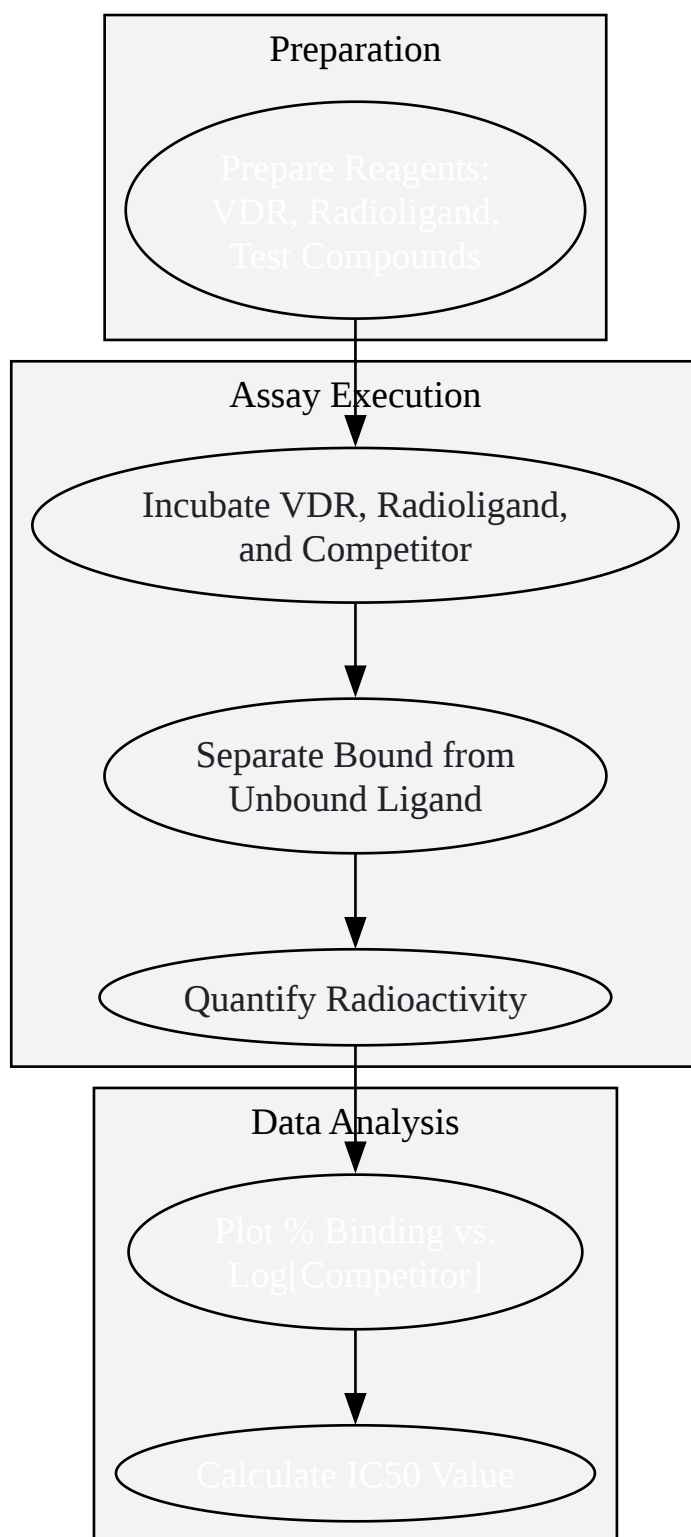 Preparation
Prepare Reagents:
VDR, Radioligand,
Test Compounds
Assay Execution
Incubate VDR, Radioligand,
and Competitor
Separate Bound from
Unbound Ligand
Quantify Radioactivity
Data Analysis
Plot % Binding vs.
Log[Competitor]
Calculate IC50 Value